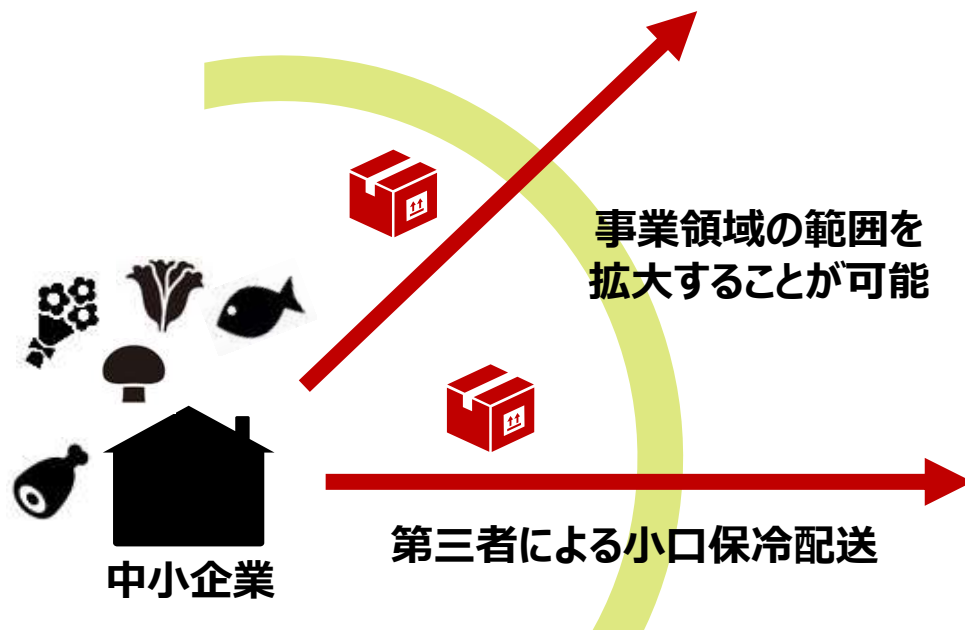 事業領域の範囲を
拡大することが可能
第三者による小口保冷配送
中小企業